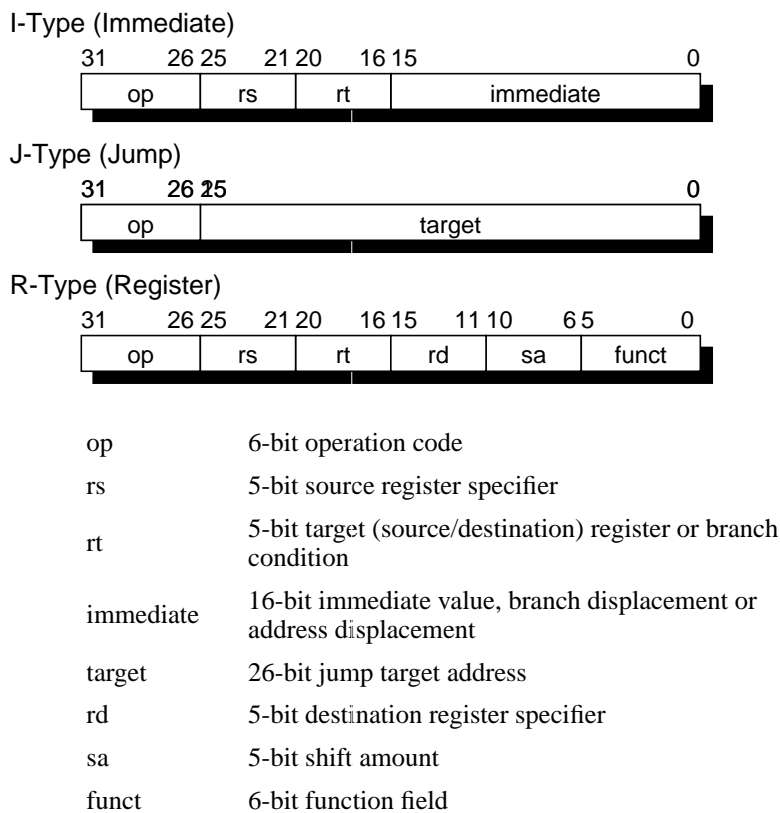 I-Type (Immediate)
31 26 25 21 20 16 15 0
op rs rt immediate
J-Type (Jump)
31 26 25 0
op target
R-Type (Register)
31 26 25 21 20 16 15 11 10 6 5 0
op rs rt rd sa funct
op 6-bit operation code
rs 5-bit source register specifier
rt 5-bit target (source/destination) register or branch
condition
immediate 16-bit immediate value, branch displacement or
address displacement
target 26-bit jump target address
rd 5-bit destination register specifier
sa 5-bit shift amount
funct 6-bit function field